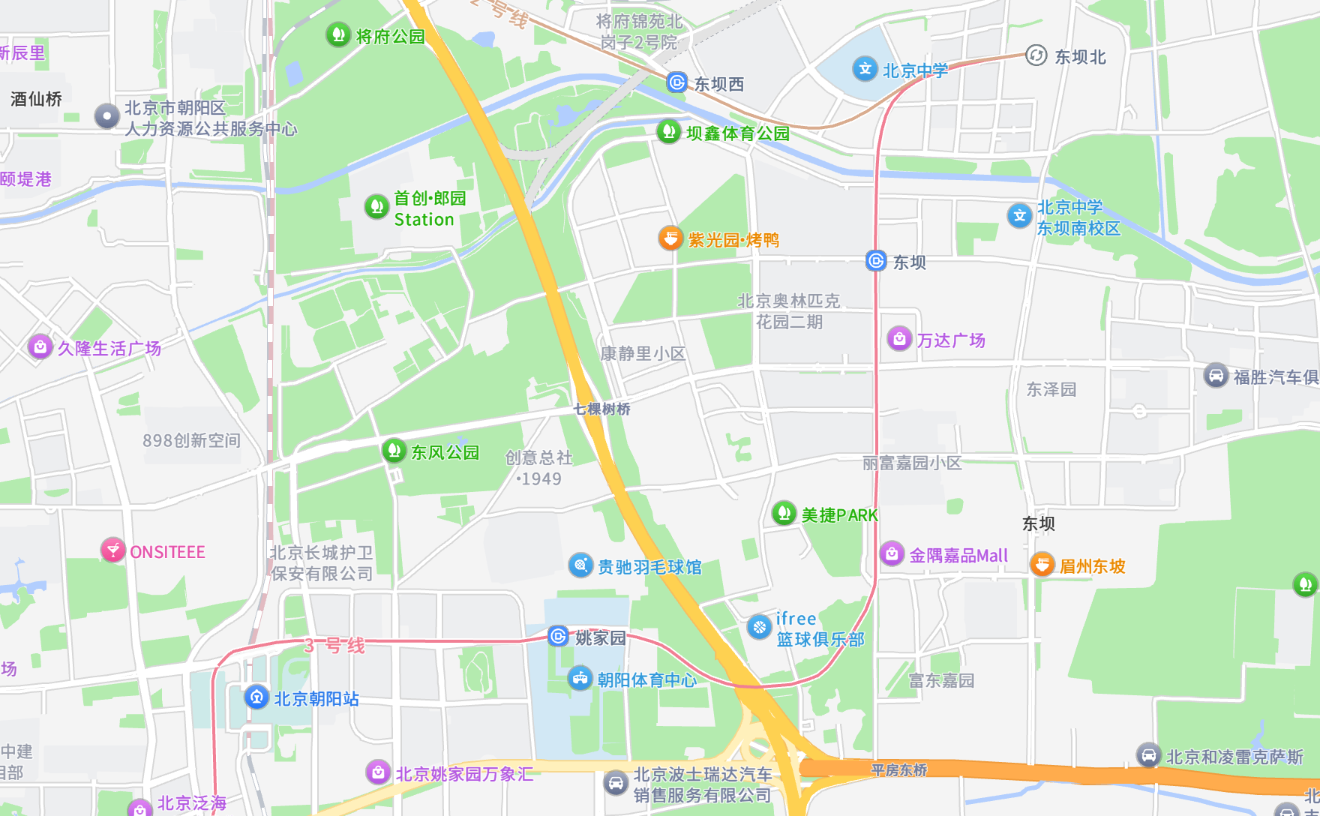 2号线
将府锦苑北
岗子2号院
将府公园
新辰里
北京中学
东坝北
东坝西
酒仙桥
北京市朝阳区
人力资源公共服务中心
坝鑫体育公园
颐堤港
首创·郎园
Station
北京中学
东坝南校区
紫光园·烤鸭
东坝
北京奥林匹克
花园二期
万达广场
久隆生活广场
康静里小区
福胜汽车俱
东泽园
七棵树桥
898创新空间
东风公园
创意总社
·1949
丽富嘉园小区
美捷PARK
东坝
ONSITEEE
北京长城护卫
保安有限公司
贵驰羽毛球馆
金隅嘉品Mall
眉州东坡
ifree
篮球俱乐部
3号线
姚家园
场
朝阳体育中心
富东嘉园
北京朝阳站
中建
目部
北京姚家园万象汇
北京波士瑞达汽车
销售服务有限公司
平房东桥
北京和凌雷克萨斯
北京泛海
北